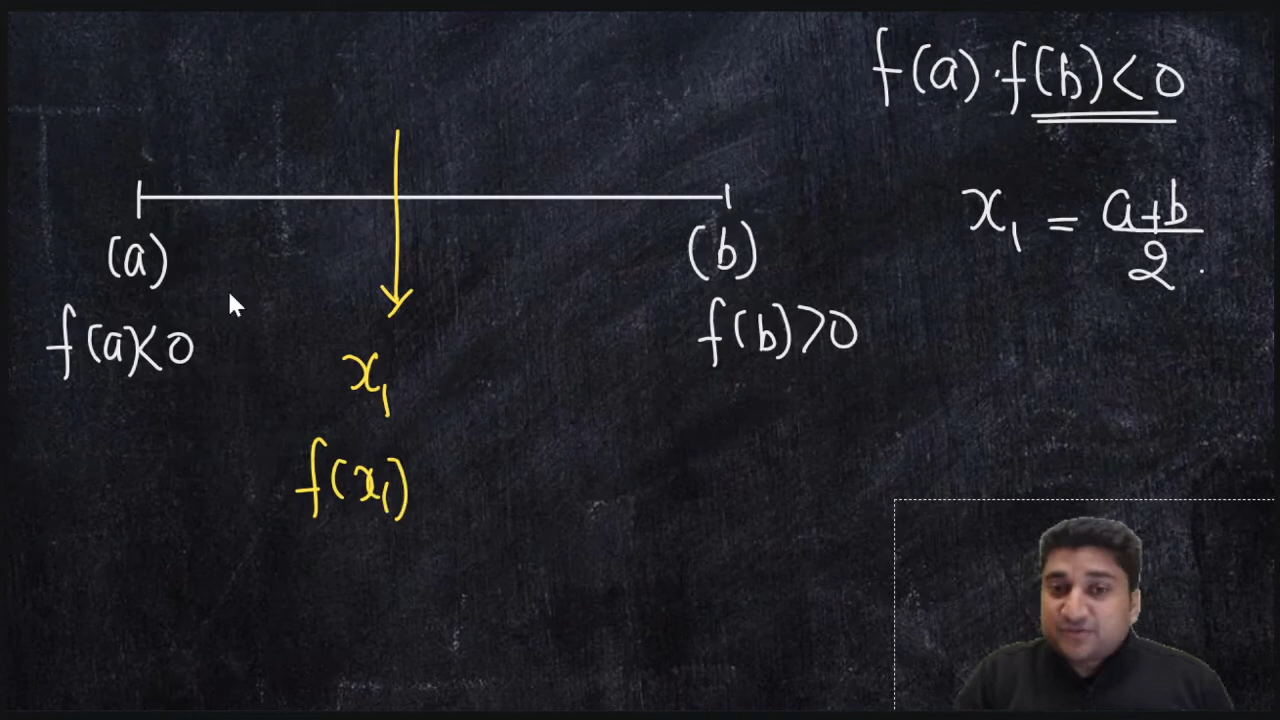 f(a)·f(b)<0
x₁ = a+b/2
(a) (b)
f(a)<0 f(b)>0
x₁
f(x₁)